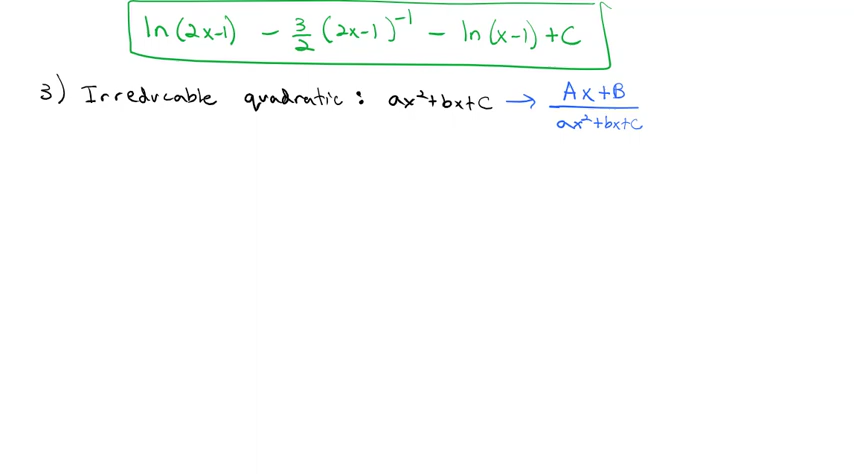 ln(2x-1) - 3/2 (2x-1)⁻¹ - ln(x-1) + C
3) Irreducable quadratic: ax²+bx+c → Ax+B / ax²+bx+c